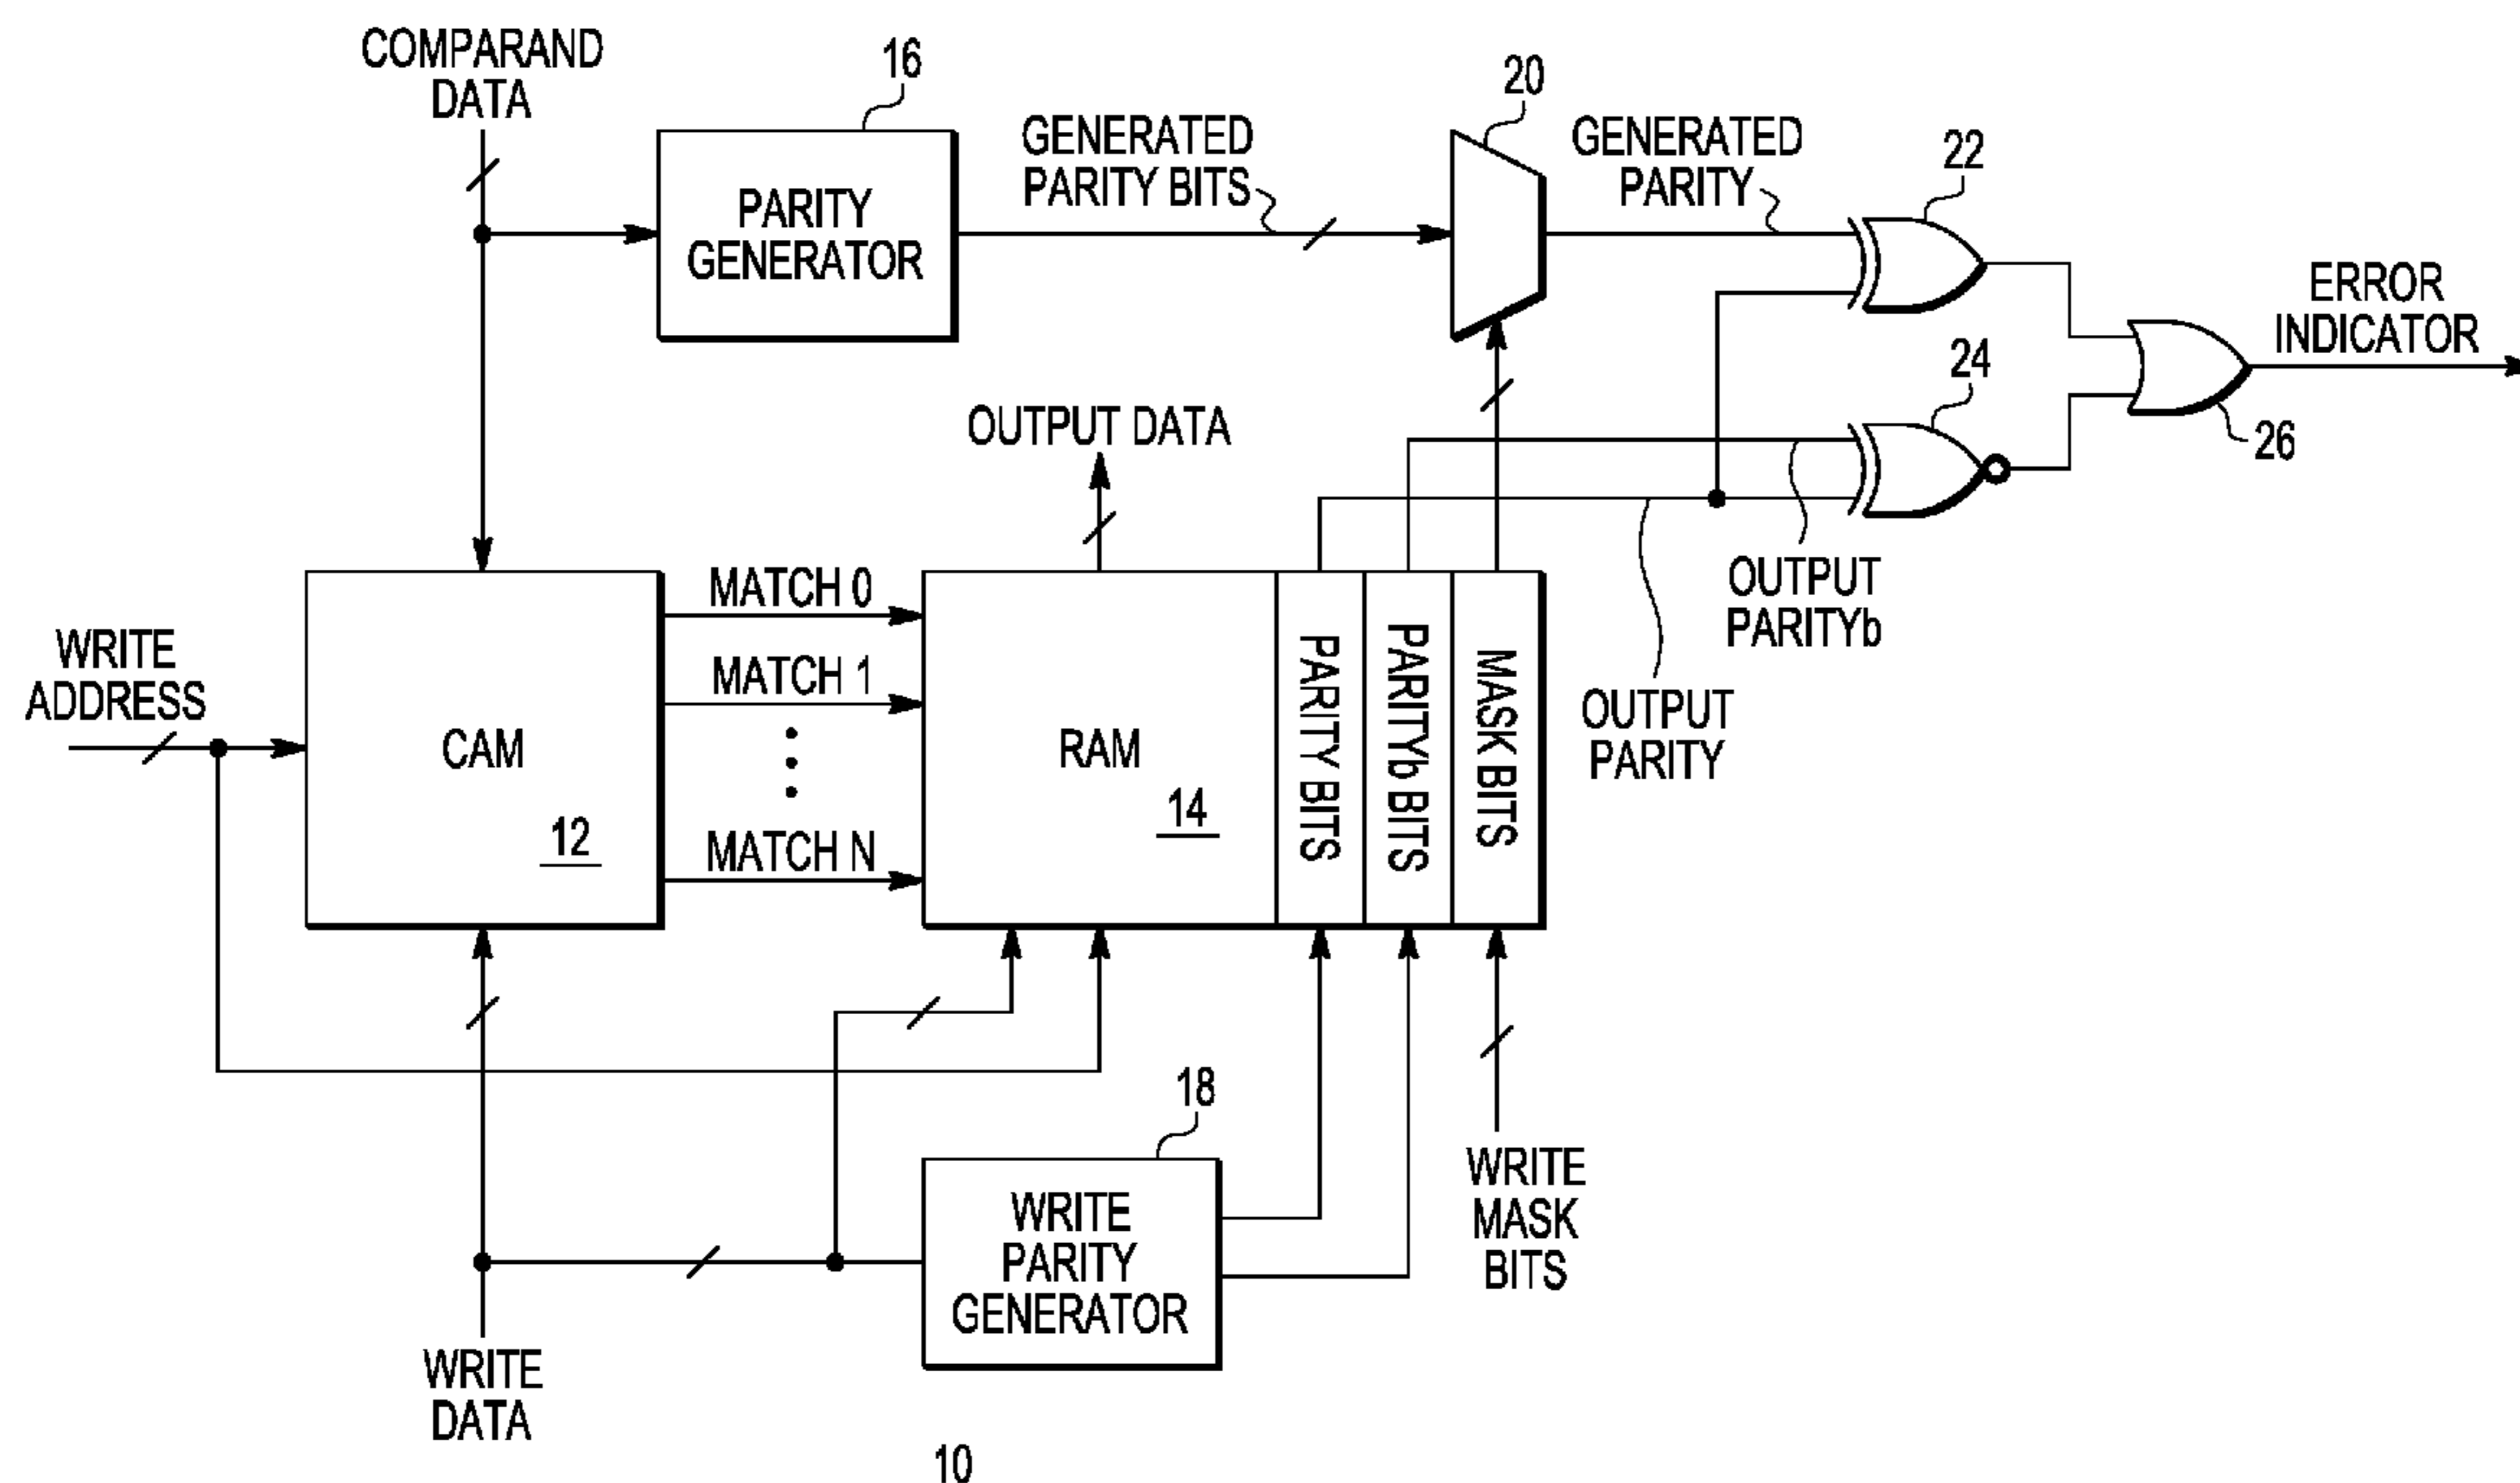 COMPARAND
DATA
16
PARITY
GENERATOR
GENERATED
PARITY BITS
20
GENERATED
PARITY
22
ERROR
INDICATOR
24
26
OUTPUT DATA
OUTPUT
PARITYb
OUTPUT
PARITY
WRITE
ADDRESS
CAM
12
MATCH 0
MATCH 1
MATCH N
RAM
14
PARITY BITS
PARITYb BITS
MASK BITS
18
WRITE
PARITY
GENERATOR
WRITE
MASK
BITS
WRITE
DATA
10